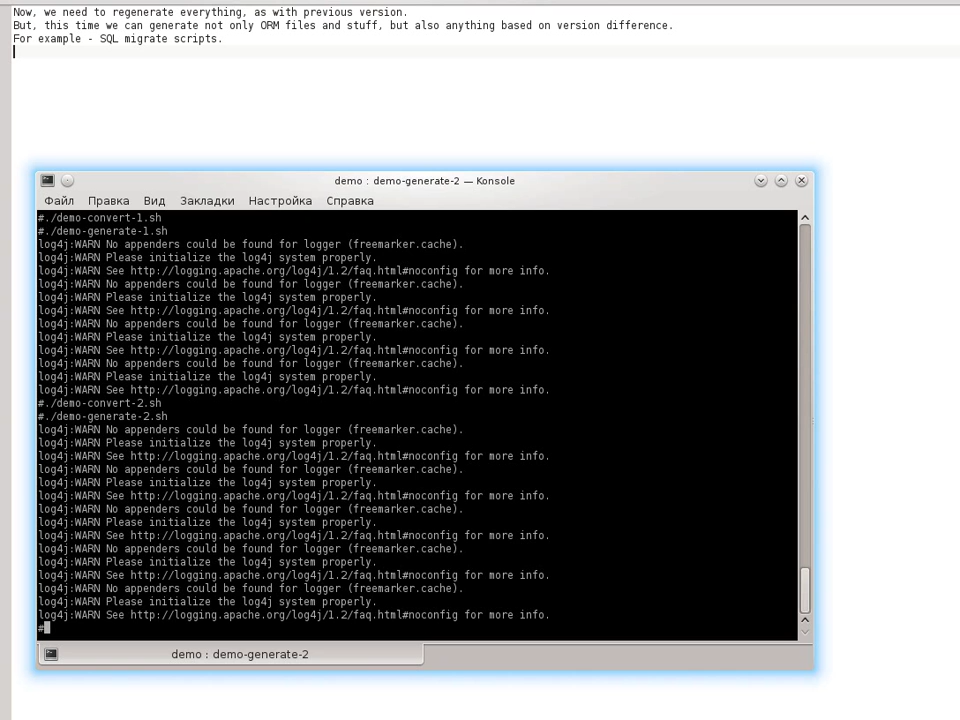 Now, we need to regenerate everything, as with previous version.
But, this time we can generate not only ORM files and stuff, but also anything based on version difference.
For example - SQL migrate scripts.
demo : demo-generate-2 — Konsole
Файл Правка Вид Закладки Настройка Справка
#./demo-convert-1.sh
#./demo-generate-1.sh
log4j:WARN No appenders could be found for logger (freemarker.cache).
log4j:WARN Please initialize the log4j system properly.
log4j:WARN See http://logging.apache.org/log4j/1.2/faq.html#noconfig for more info.
log4j:WARN No appenders could be found for logger (freemarker.cache).
log4j:WARN Please initialize the log4j system properly.
log4j:WARN See http://logging.apache.org/log4j/1.2/faq.html#noconfig for more info.
log4j:WARN No appenders could be found for logger (freemarker.cache).
log4j:WARN Please initialize the log4j system properly.
log4j:WARN See http://logging.apache.org/log4j/1.2/faq.html#noconfig for more info.
log4j:WARN No appenders could be found for logger (freemarker.cache).
log4j:WARN Please initialize the log4j system properly.
log4j:WARN See http://logging.apache.org/log4j/1.2/faq.html#noconfig for more info.
#./demo-convert-2.sh
#./demo-generate-2.sh
log4j:WARN No appenders could be found for logger (freemarker.cache).
log4j:WARN Please initialize the log4j system properly.
log4j:WARN See http://logging.apache.org/log4j/1.2/faq.html#noconfig for more info.
log4j:WARN No appenders could be found for logger (freemarker.cache).
log4j:WARN Please initialize the log4j system properly.
log4j:WARN See http://logging.apache.org/log4j/1.2/faq.html#noconfig for more info.
log4j:WARN No appenders could be found for logger (freemarker.cache).
log4j:WARN Please initialize the log4j system properly.
log4j:WARN See http://logging.apache.org/log4j/1.2/faq.html#noconfig for more info.
log4j:WARN No appenders could be found for logger (freemarker.cache).
log4j:WARN Please initialize the log4j system properly.
log4j:WARN See http://logging.apache.org/log4j/1.2/faq.html#noconfig for more info.
log4j:WARN No appenders could be found for logger (freemarker.cache).
log4j:WARN Please initialize the log4j system properly.
log4j:WARN See http://logging.apache.org/log4j/1.2/faq.html#noconfig for more info.
#
demo : demo-generate-2